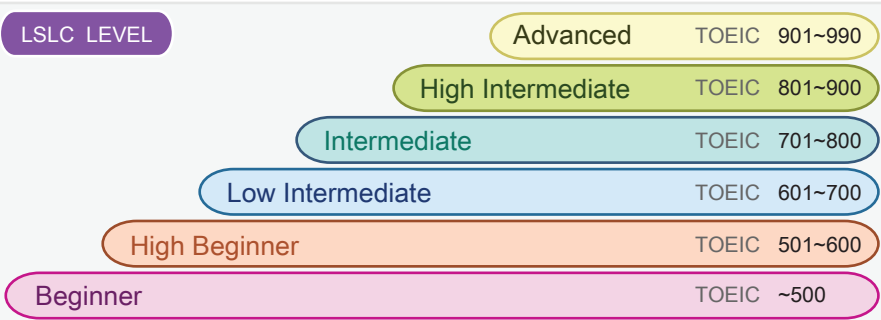 LSLC LEVEL
Advanced TOEIC 901~990
High Intermediate TOEIC 801~900
Intermediate TOEIC 701~800
Low Intermediate TOEIC 601~700
High Beginner TOEIC 501~600
Beginner TOEIC ~500